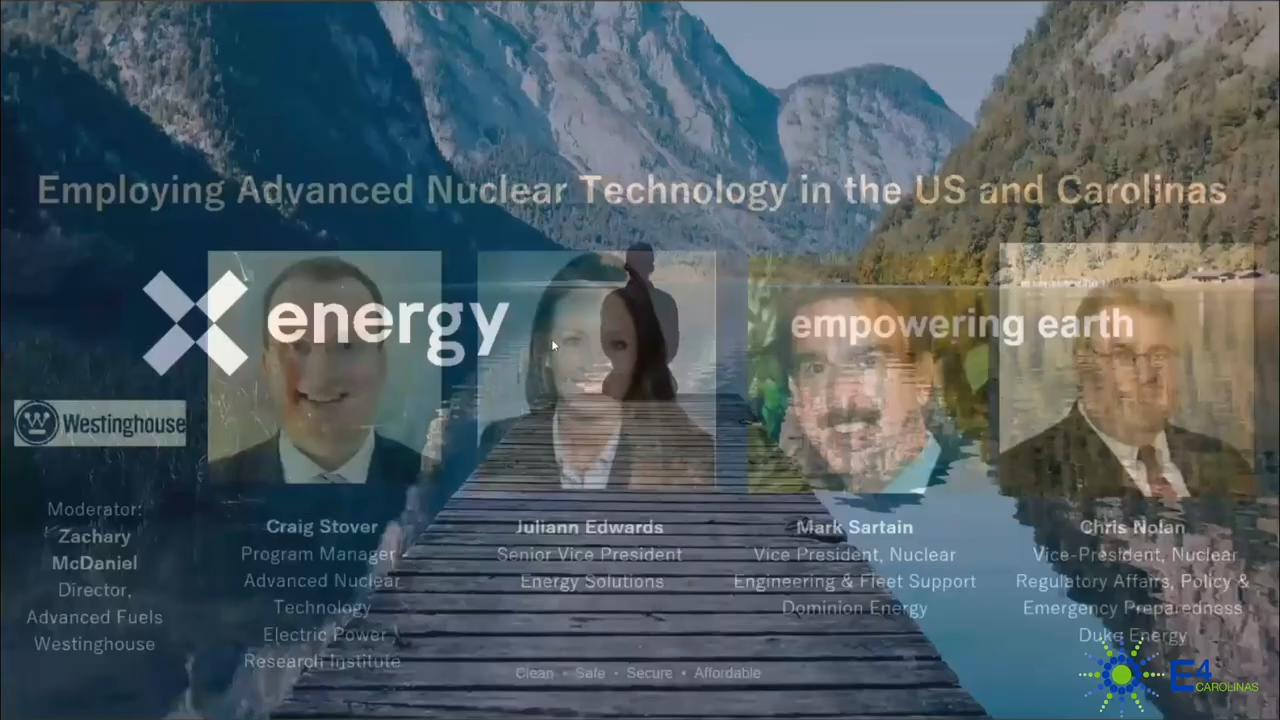 Employing Advanced Nuclear Technology in the US and Carolinas
energy
empowering earth
Westinghouse
Moderator:
Zachary
McDaniel
Director,
Advanced Fuels
Westinghouse
Craig Stover
Program Manager
Advanced Nuclear
Technology
Electric Power
Research Institute
Juliann Edwards
Senior Vice President
Energy Solutions
Mark Sartain
Vice President, Nuclear
Engineering & Fleet Support
Dominion Energy
Chris Nolan
Vice-President, Nuclear
Regulatory Affairs, Policy &
Emergency Preparedness
Duke Energy
Clean • Safe • Secure • Affordable
E4
CAROLINAS